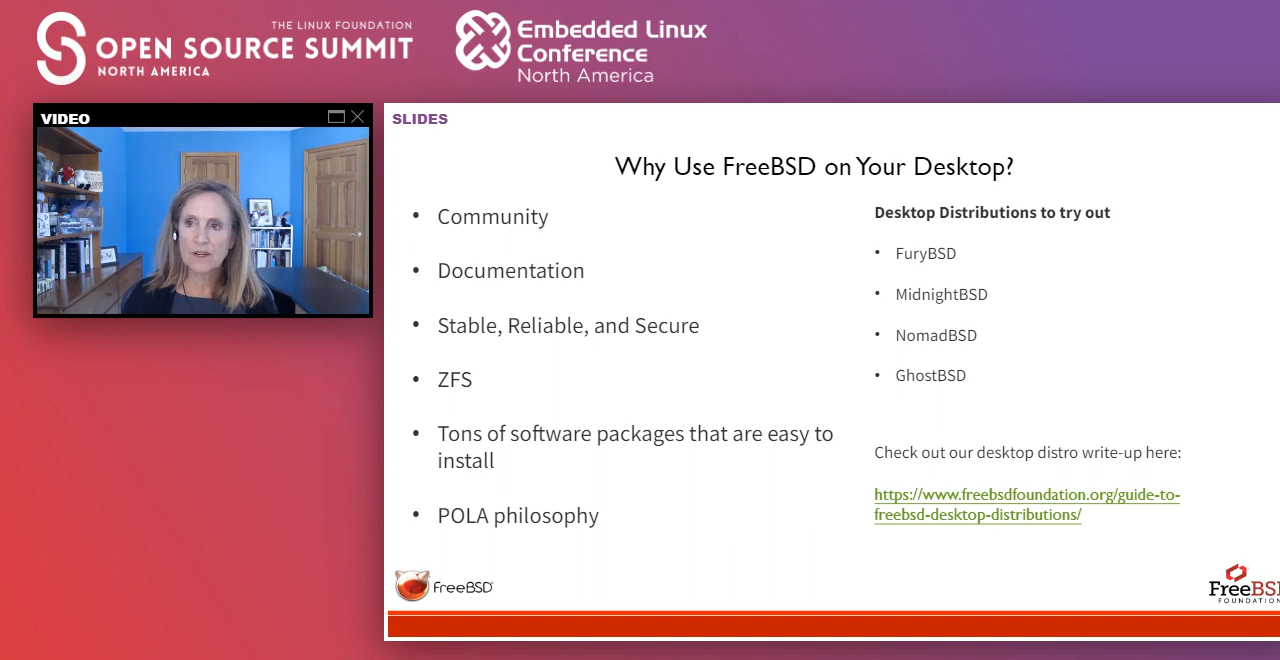 THE LINUX FOUNDATION
OPEN SOURCE SUMMIT
NORTH AMERICA
Embedded Linux
Conference
North America
VIDEO
SLIDES
Why Use FreeBSD on Your Desktop?
• Community
• Documentation
• Stable, Reliable, and Secure
• ZFS
• Tons of software packages that are easy to
install
• POLA philosophy
Desktop Distributions to try out
• FuryBSD
• MidnightBSD
• NomadBSD
• GhostBSD
Check out our desktop distro write-up here:
https://www.freebsdfoundation.org/guide-to-
freebsd-desktop-distributions/
FreeBSD
FreeBS
FOUNDATION